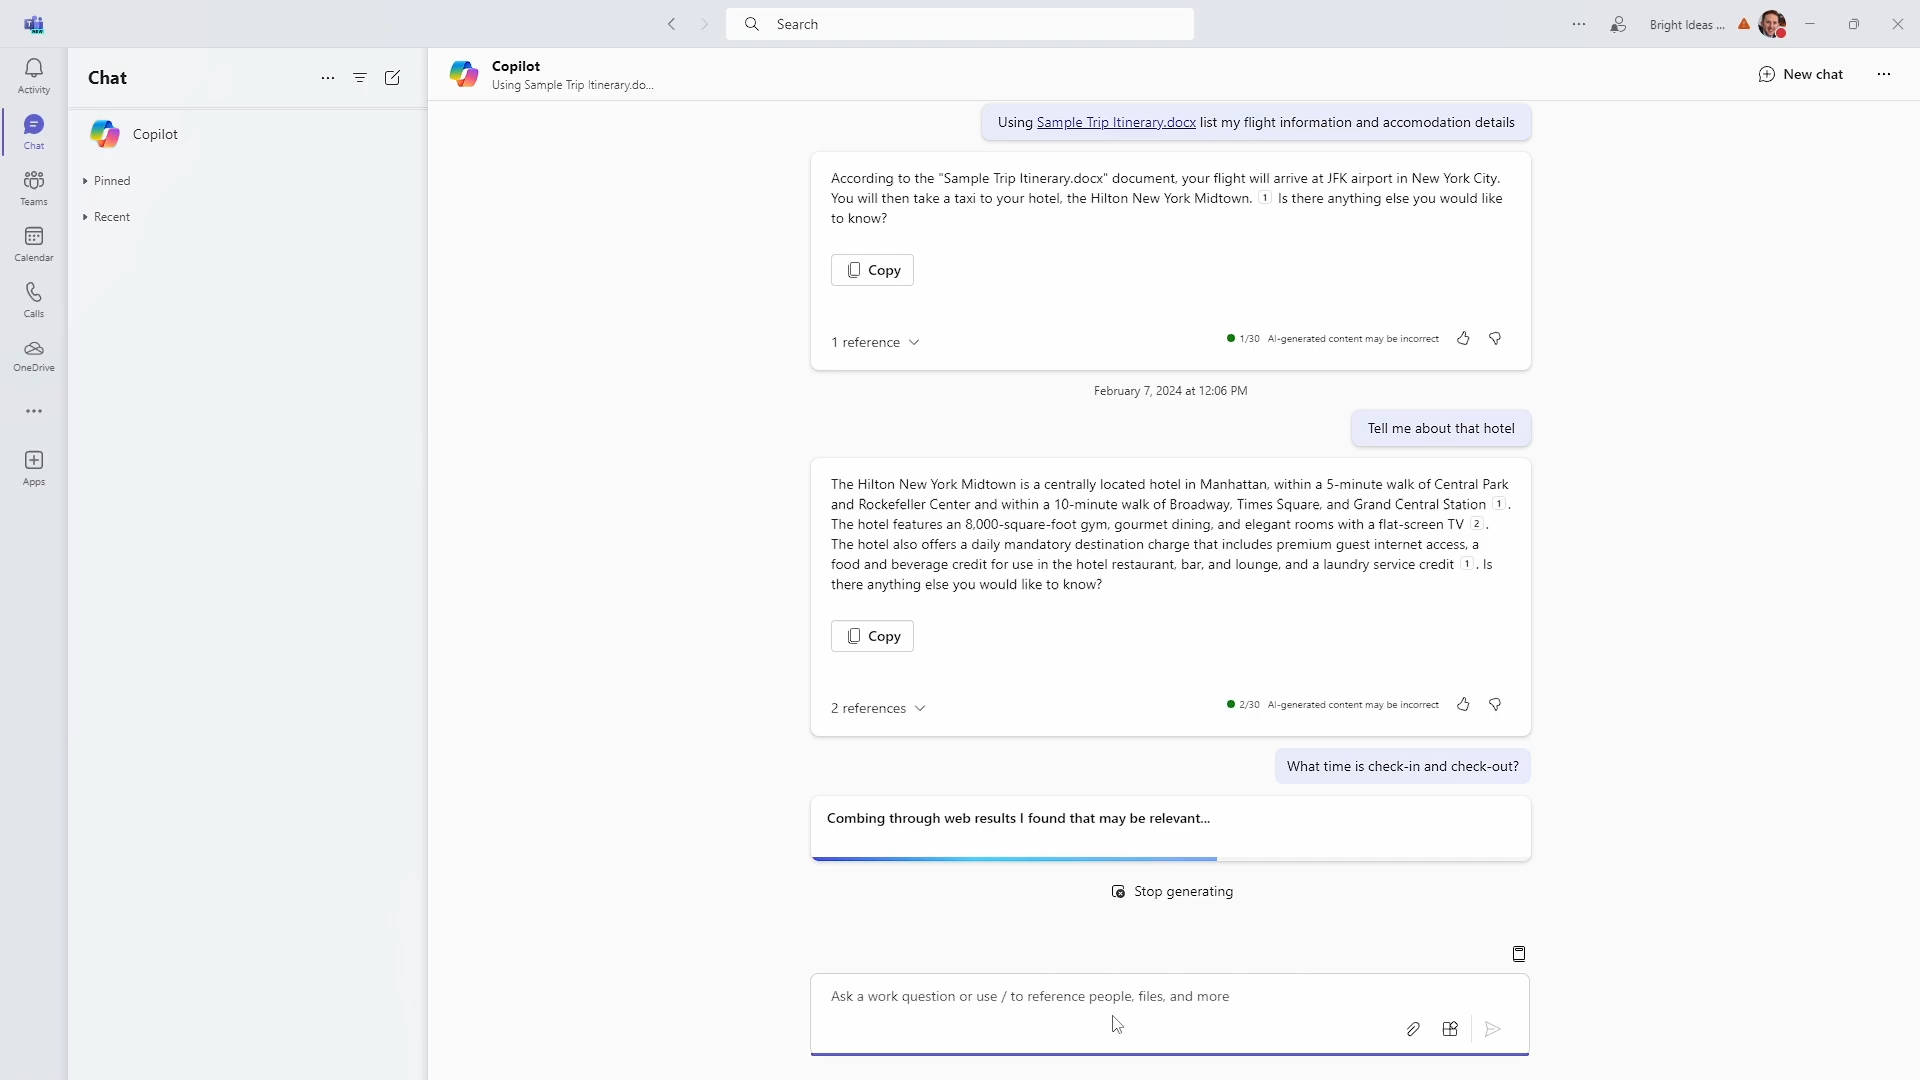 Search
Bright Ideas ...
Activity
Chat
Teams
Calendar
Calls
OneDrive
Apps
Chat
Copilot
Pinned
Recent
Copilot
Using Sample Trip Itinerary.do...
New chat
Using Sample Trip Itinerary.docx list my flight information and accomodation details
According to the "Sample Trip Itinerary.docx" document, your flight will arrive at JFK airport in New York City.
You will then take a taxi to your hotel, the Hilton New York Midtown. 1 Is there anything else you would like
to know?
Copy
1 reference
1/30 AI-generated content may be incorrect
February 7, 2024 at 12:06 PM
Tell me about that hotel
The Hilton New York Midtown is a centrally located hotel in Manhattan, within a 5-minute walk of Central Park
and Rockefeller Center and within a 10-minute walk of Broadway, Times Square, and Grand Central Station 1 .
The hotel features an 8,000-square-foot gym, gourmet dining, and elegant rooms with a flat-screen TV 2 .
The hotel also offers a daily mandatory destination charge that includes premium guest internet access, a
food and beverage credit for use in the hotel restaurant, bar, and lounge, and a laundry service credit 1 . Is
there anything else you would like to know?
Copy
2 references
2/30 AI-generated content may be incorrect
What time is check-in and check-out?
Combing through web results I found that may be relevant...
Stop generating
Ask a work question or use / to reference people, files, and more